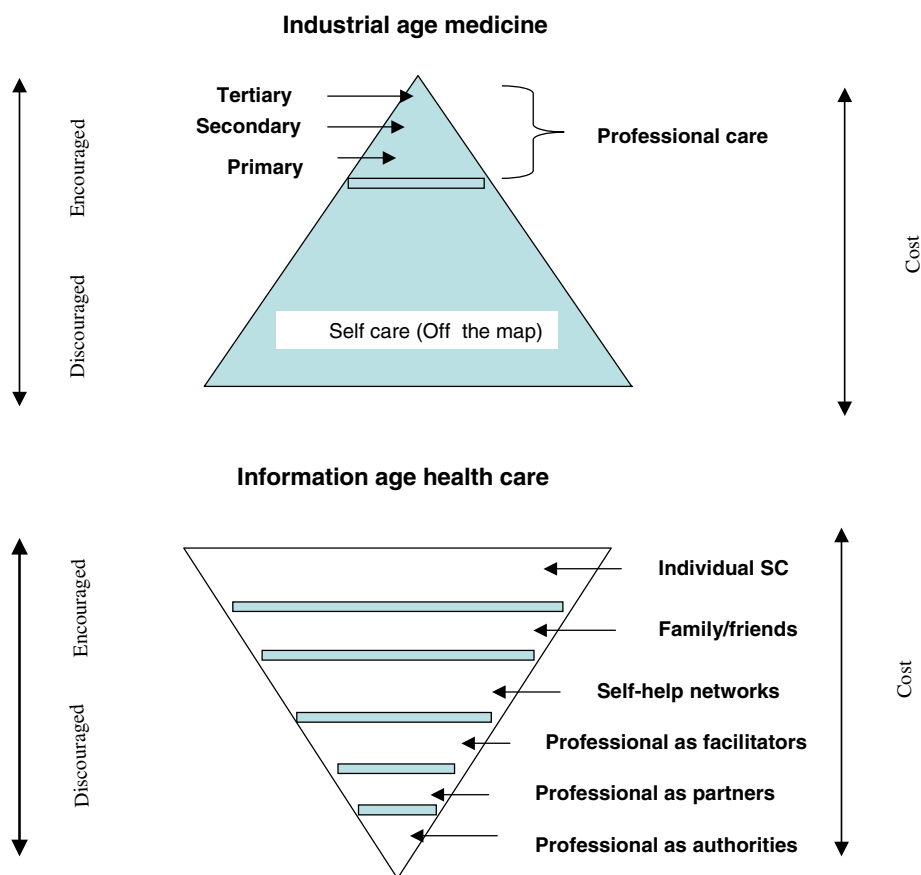 Industrial age medicine
Tertiary
Secondary
Primary
Professional care
Encouraged
Discouraged
Cost
Self care (Off the map)
Information age health care
Individual SC
Family/friends
Self-help networks
Professional as facilitators
Professional as partners
Professional as authorities
Encouraged
Discouraged
Cost